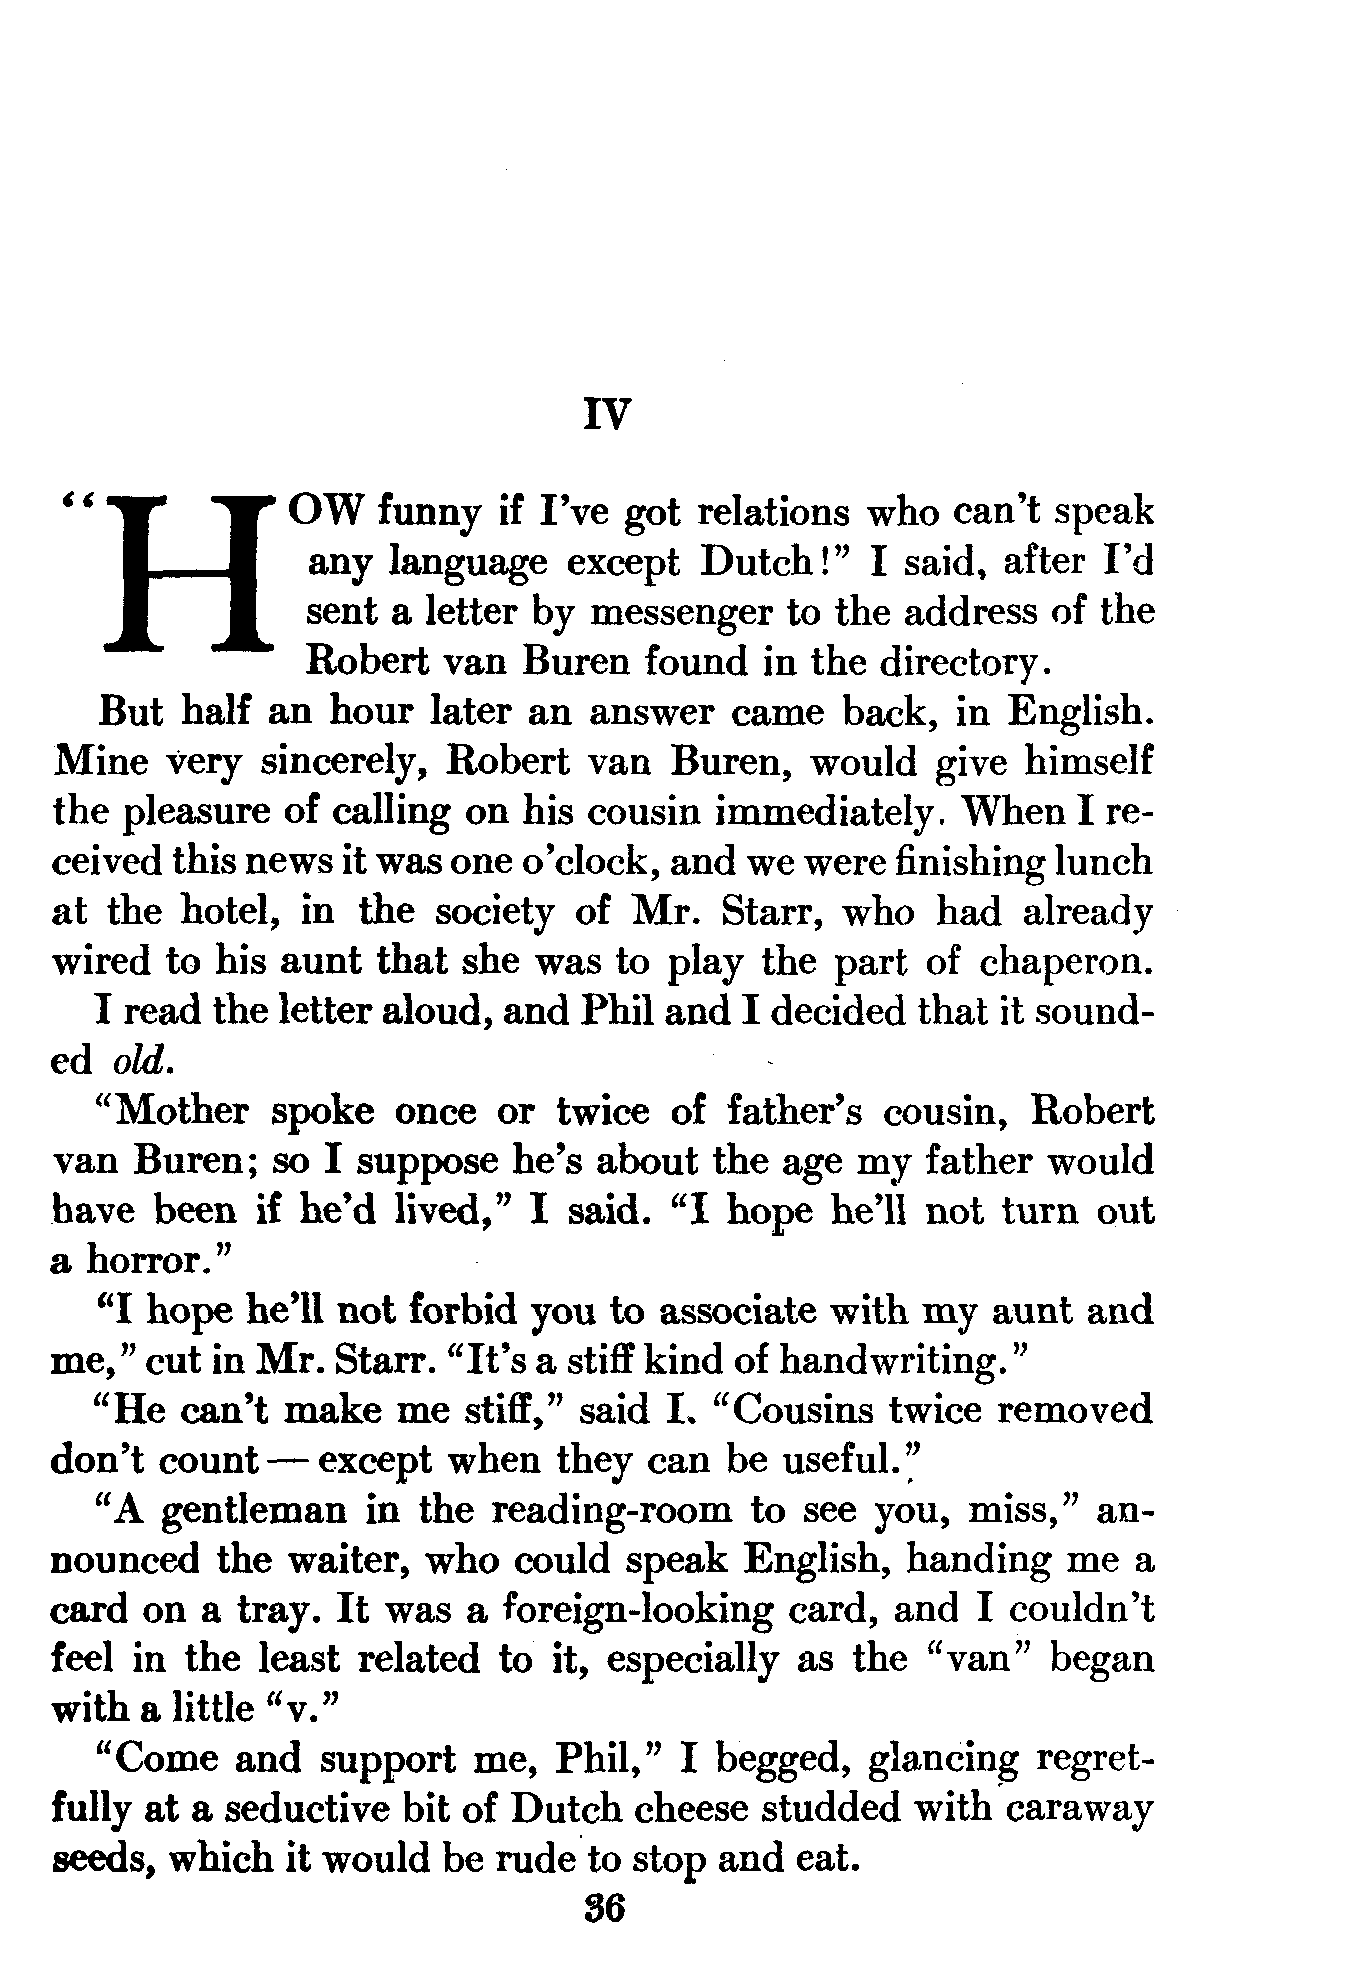 IV
“HOW funny if I’ve got relations who can’t speak
any language except Dutch!” I said, after I’d
sent a letter by messenger to the address of the
Robert van Buren found in the directory.
But half an hour later an answer came back, in English.
Mine very sincerely, Robert van Buren, would give himself
the pleasure of calling on his cousin immediately. When I re-
ceived this news it was one o’clock, and we were finishing lunch
at the hotel, in the society of Mr. Starr, who had already
wired to his aunt that she was to play the part of chaperon.
I read the letter aloud, and Phil and I decided that it sound-
ed old.
“Mother spoke once or twice of father’s cousin, Robert
van Buren; so I suppose he’s about the age my father would
have been if he’d lived,” I said. “I hope he’ll not turn out
a horror.”
“I hope he’ll not forbid you to associate with my aunt and
me,” cut in Mr. Starr. “It’s a stiff kind of handwriting.”
“He can’t make me stiff,” said I. “Cousins twice removed
don’t count — except when they can be useful.”
“A gentleman in the reading-room to see you, miss,” an-
nounced the waiter, who could speak English, handing me a
card on a tray. It was a foreign-looking card, and I couldn’t
feel in the least related to it, especially as the “van” began
with a little “v.”
“Come and support me, Phil,” I begged, glancing regret-
fully at a seductive bit of Dutch cheese studded with caraway
seeds, which it would be rude to stop and eat.
36